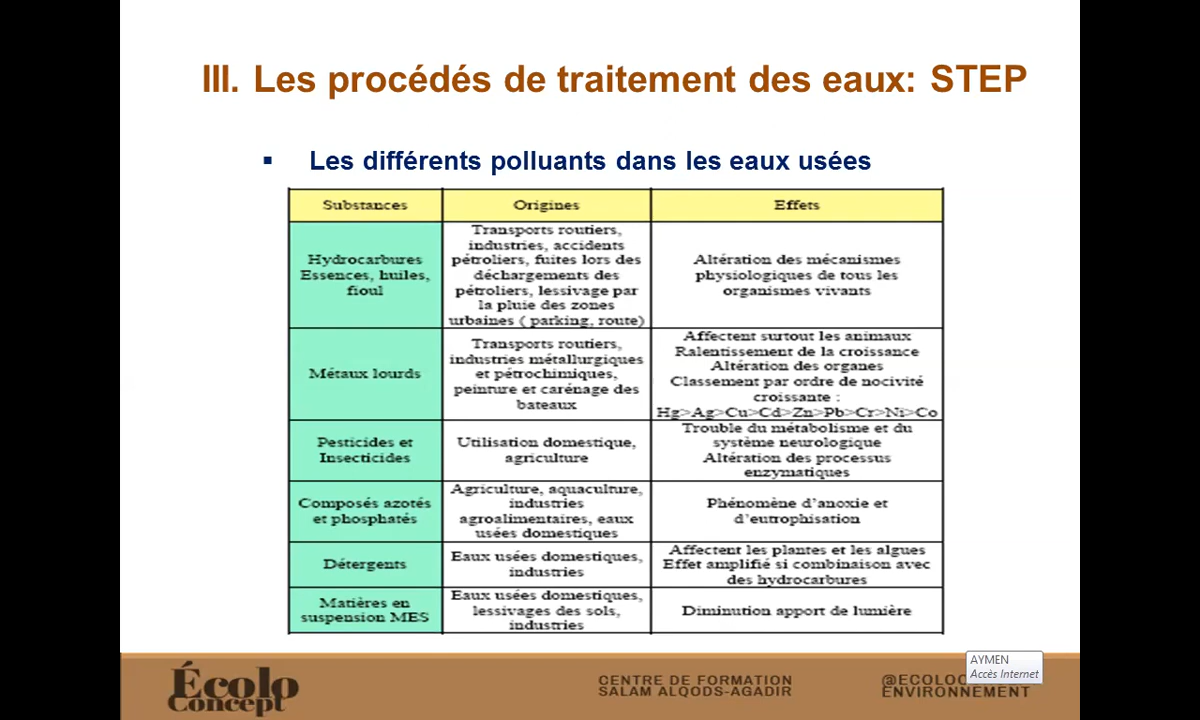 III. Les procédés de traitement des eaux: STEP
▪ Les différents polluants dans les eaux usées
Substances
Origines
Effets
Hydrocarbures
Essences, huiles,
fioul
Transports routiers,
industries, accidents
pétroliers, fuites lors des
déchargements des
pétroliers, lessivage par
la pluie des zones
urbaines ( parking, route)
Altération des mécanismes
physiologiques de tous les
organismes vivants
Métaux lourds
Transports routiers,
industries métallurgiques
et pétrochimiques,
peinture et carénage des
bateaux
Affectent surtout les animaux
Ralentissement de la croissance
Altération des organes
Classement par ordre de nocivité
croissante :
Hg>Ag>Cu>Cd>Zn>Pb>Cr>Ni>Co
Pesticides et
Insecticides
Utilisation domestique,
agriculture
Trouble du métabolisme et du
système neurologique
Altération des processus
enzymatiques
Composés azotés
et phosphatés
Agriculture, aquaculture,
industries
agroalimentaires, eaux
usées domestiques
Phénomène d'anoxie et
d'eutrophisation
Détergents
Eaux usées domestiques,
industries
Affectent les plantes et les algues
Effet amplifié si combinaison avec
des hydrocarbures
Matières en
suspension MES
Eaux usées domestiques,
lessivages des sols,
industries
Diminution apport de lumière
Écolo
Concept
CENTRE DE FORMATION
SALAM ALQODS-AGADIR
ENVIRONNEMENT
AYMEN
Accès Internet